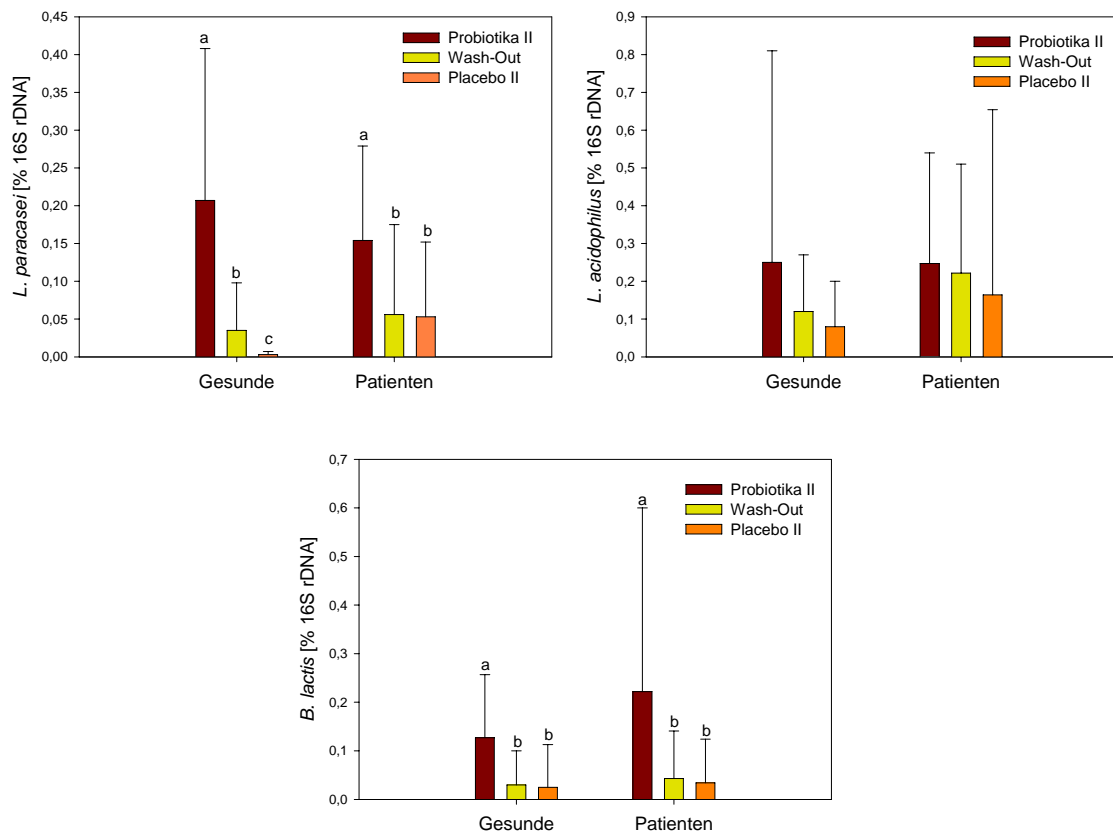 L. paracasei [% 16S rDNA]
0,45
0,40
0,35
0,30
0,25
0,20
0,15
0,10
0,05
0,00
Probiotika II
Wash-Out
Placebo II
a
b
c
a
b
b
Gesunde
Patienten
L. acidophilus [% 16S rDNA]
0,9
0,8
0,7
0,6
0,5
0,4
0,3
0,2
0,1
0,0
Probiotika II
Wash-Out
Placebo II
Gesunde
Patienten
B. lactis [% 16S rDNA]
0,7
0,6
0,5
0,4
0,3
0,2
0,1
0,0
Probiotika II
Wash-Out
Placebo II
a
b
b
a
b
b
Gesunde
Patienten